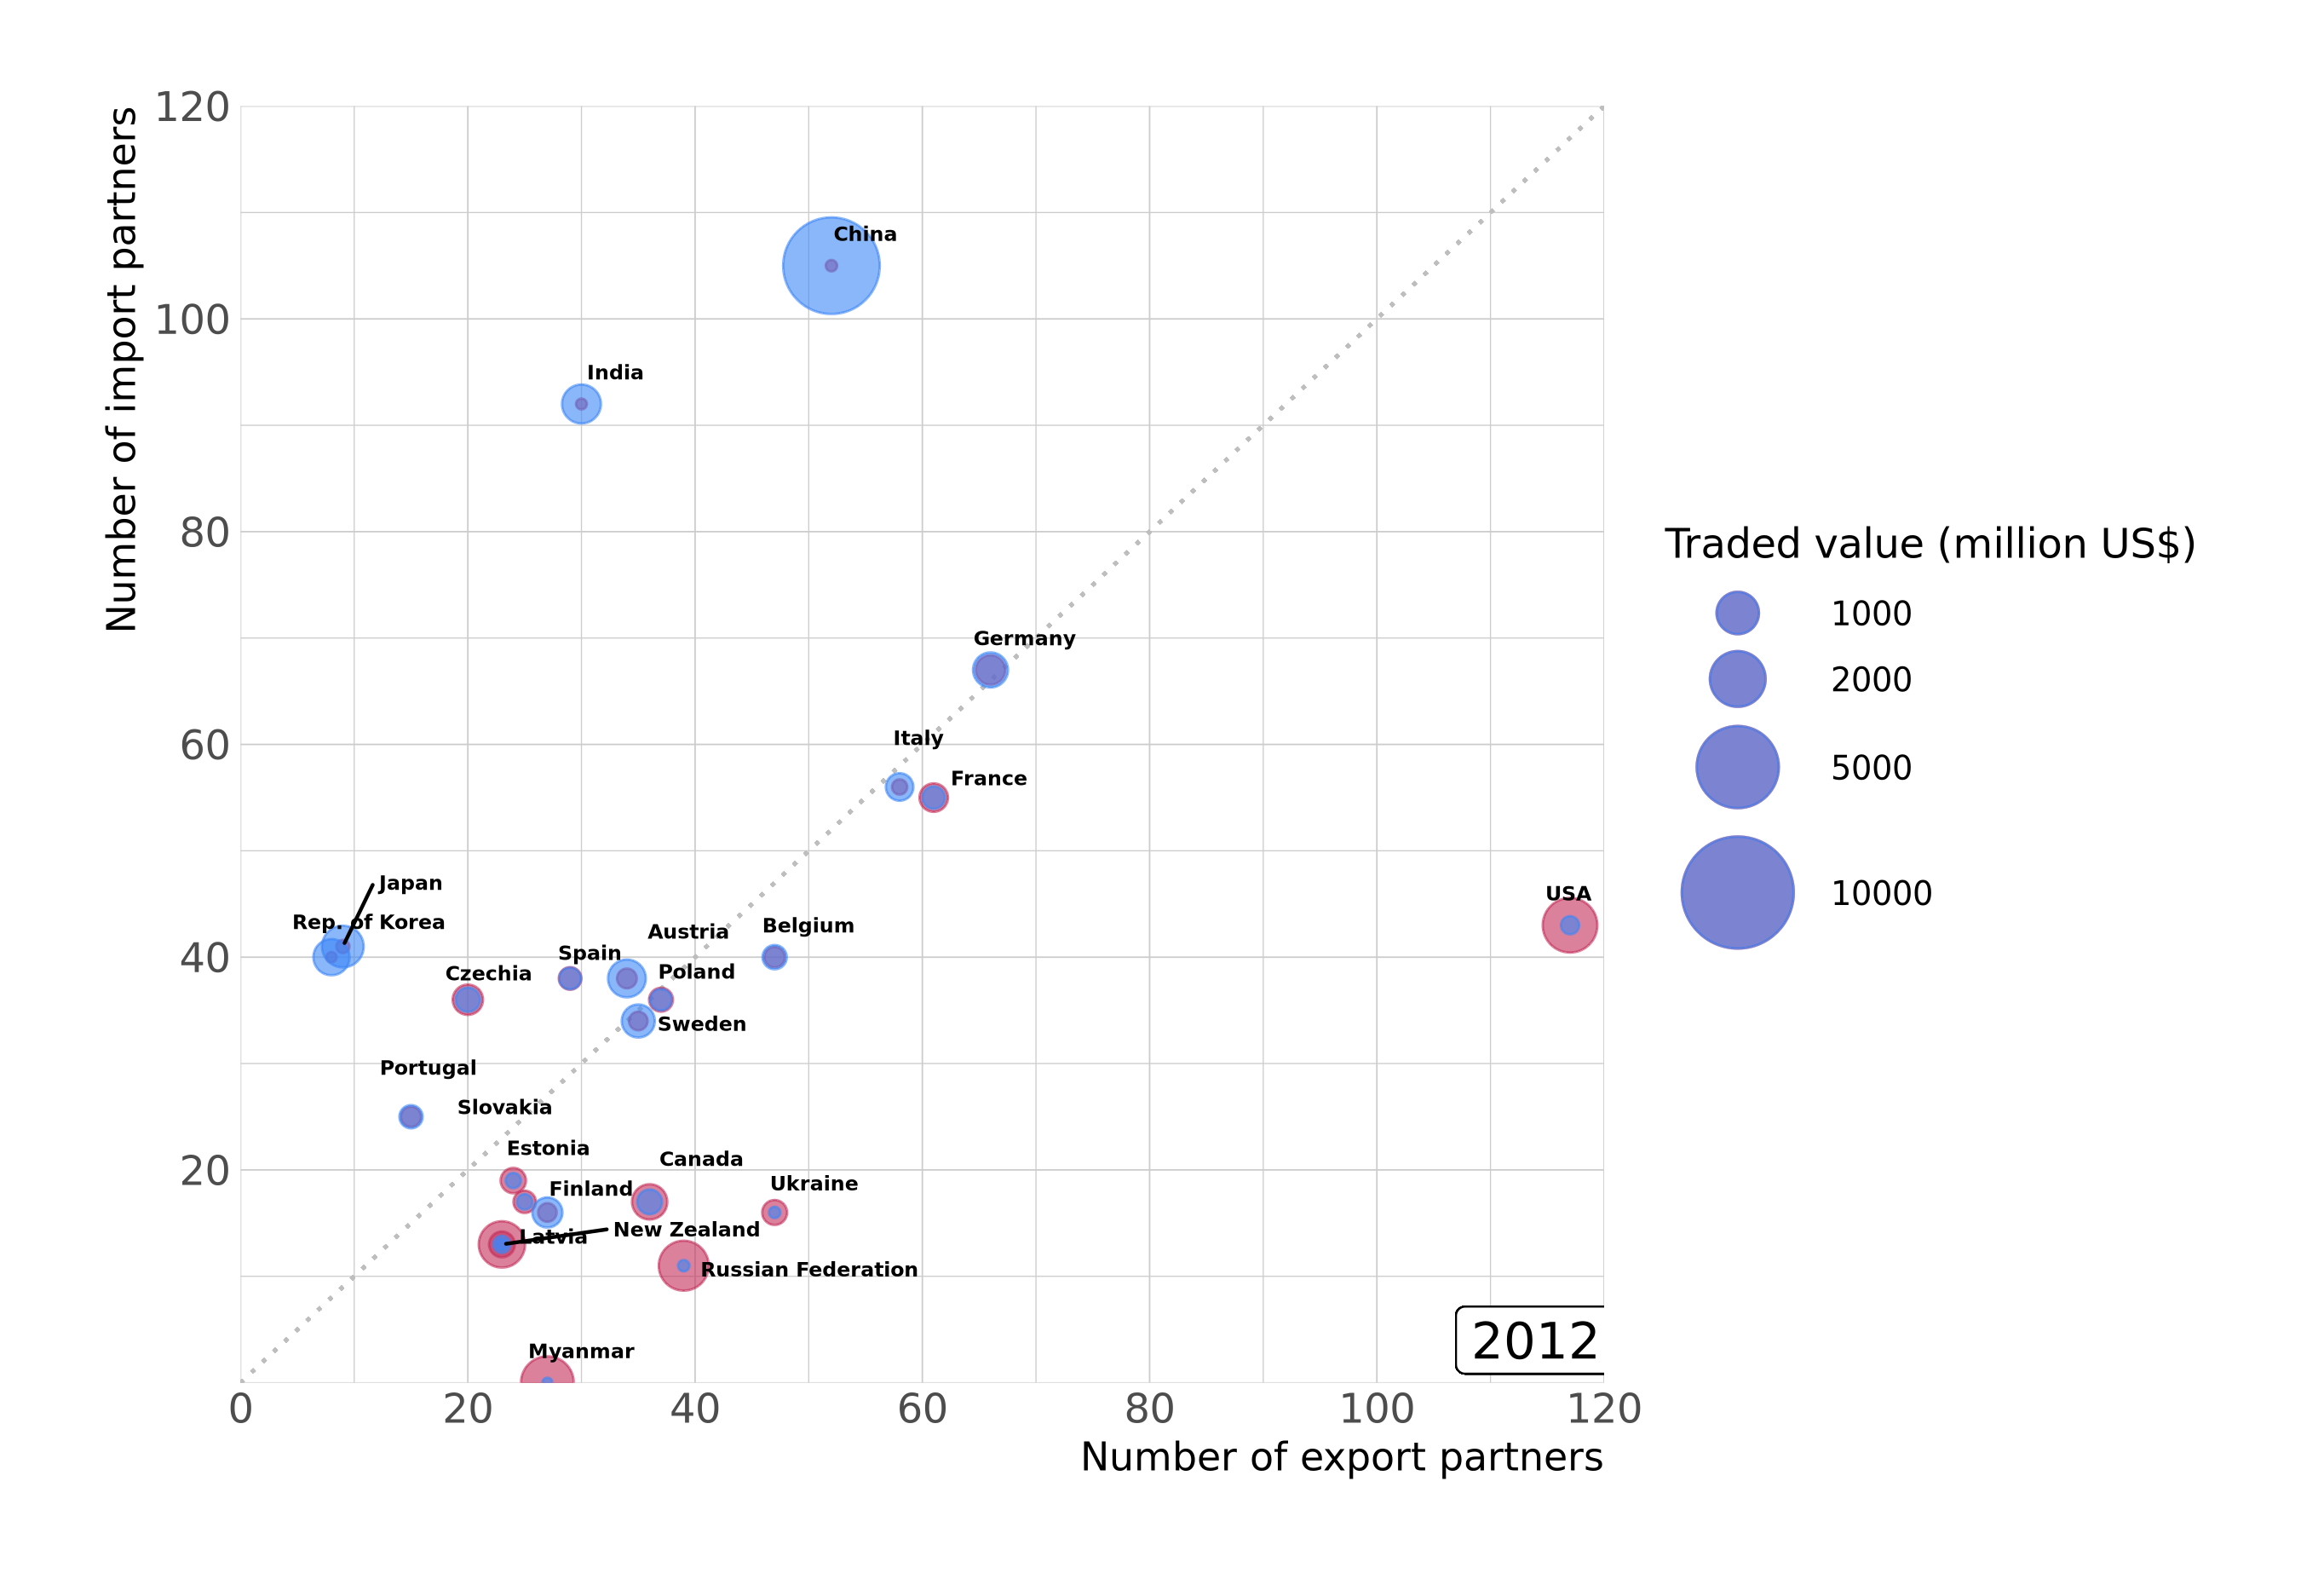 120
100
80
60
40
20
Number of import partners
China
India
Germany
Italy
France
Japan
USA
Rep. of Korea
Belgium
Austria
Spain
Poland
Czechia
Sweden
Portugal
Slovakia
Estonia
Canada
Ukraine
Finland
New Zealand
Latvia
Russian Federation
Myanmar
2012
0
20
40
60
80
100
120
Number of export partners
Traded value (million US$)
1000
2000
5000
10000